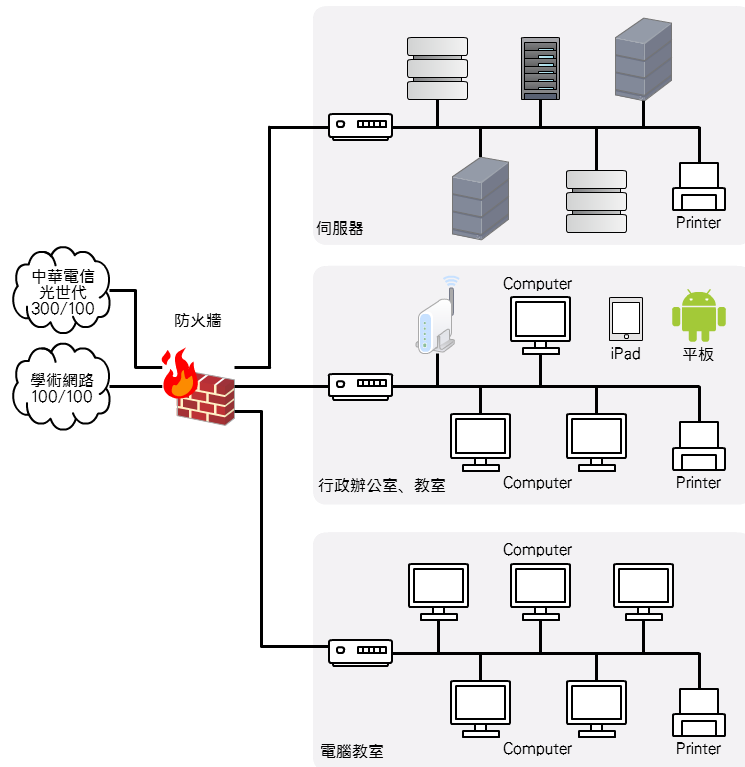 伺服器
Printer
中華電信
光世代
300/100
學術網路
100/100
防火牆
Computer
iPad
平板
Computer
Printer
行政辦公室、教室
Computer
Computer
Printer
電腦教室